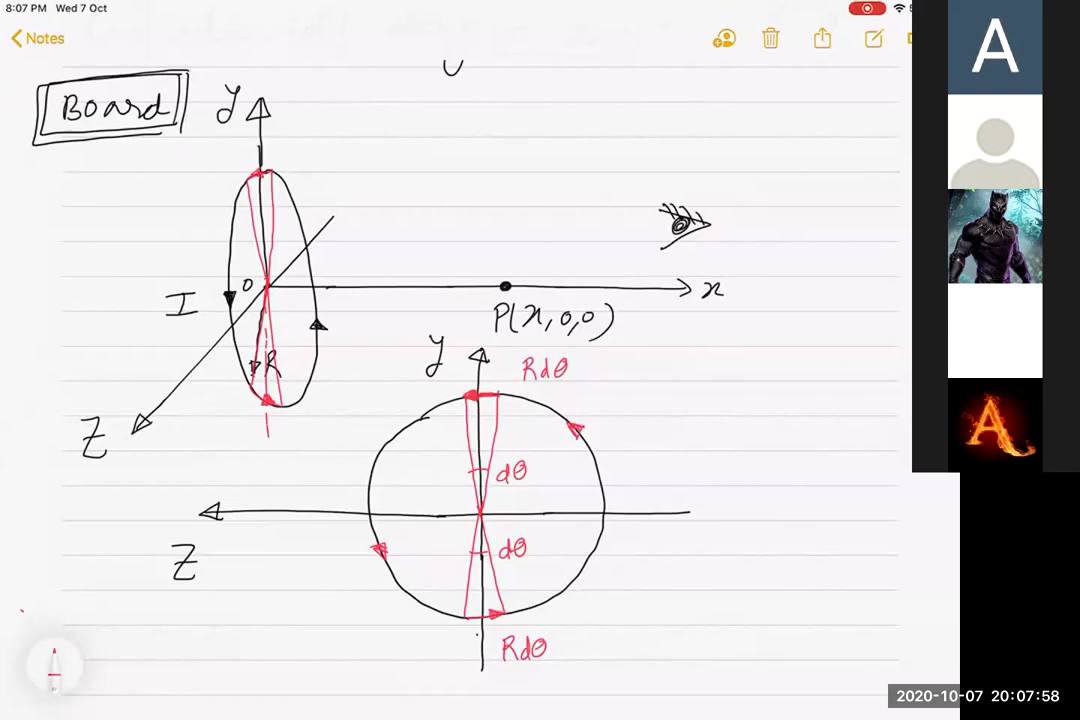 8:07 PM Wed 7 Oct
Notes
A
Board
y
O
I
x
P(x,0,0)
R
y
Rdθ
Z
A
dθ
Z
dθ
Rdθ
2020-10-07 20:07:58